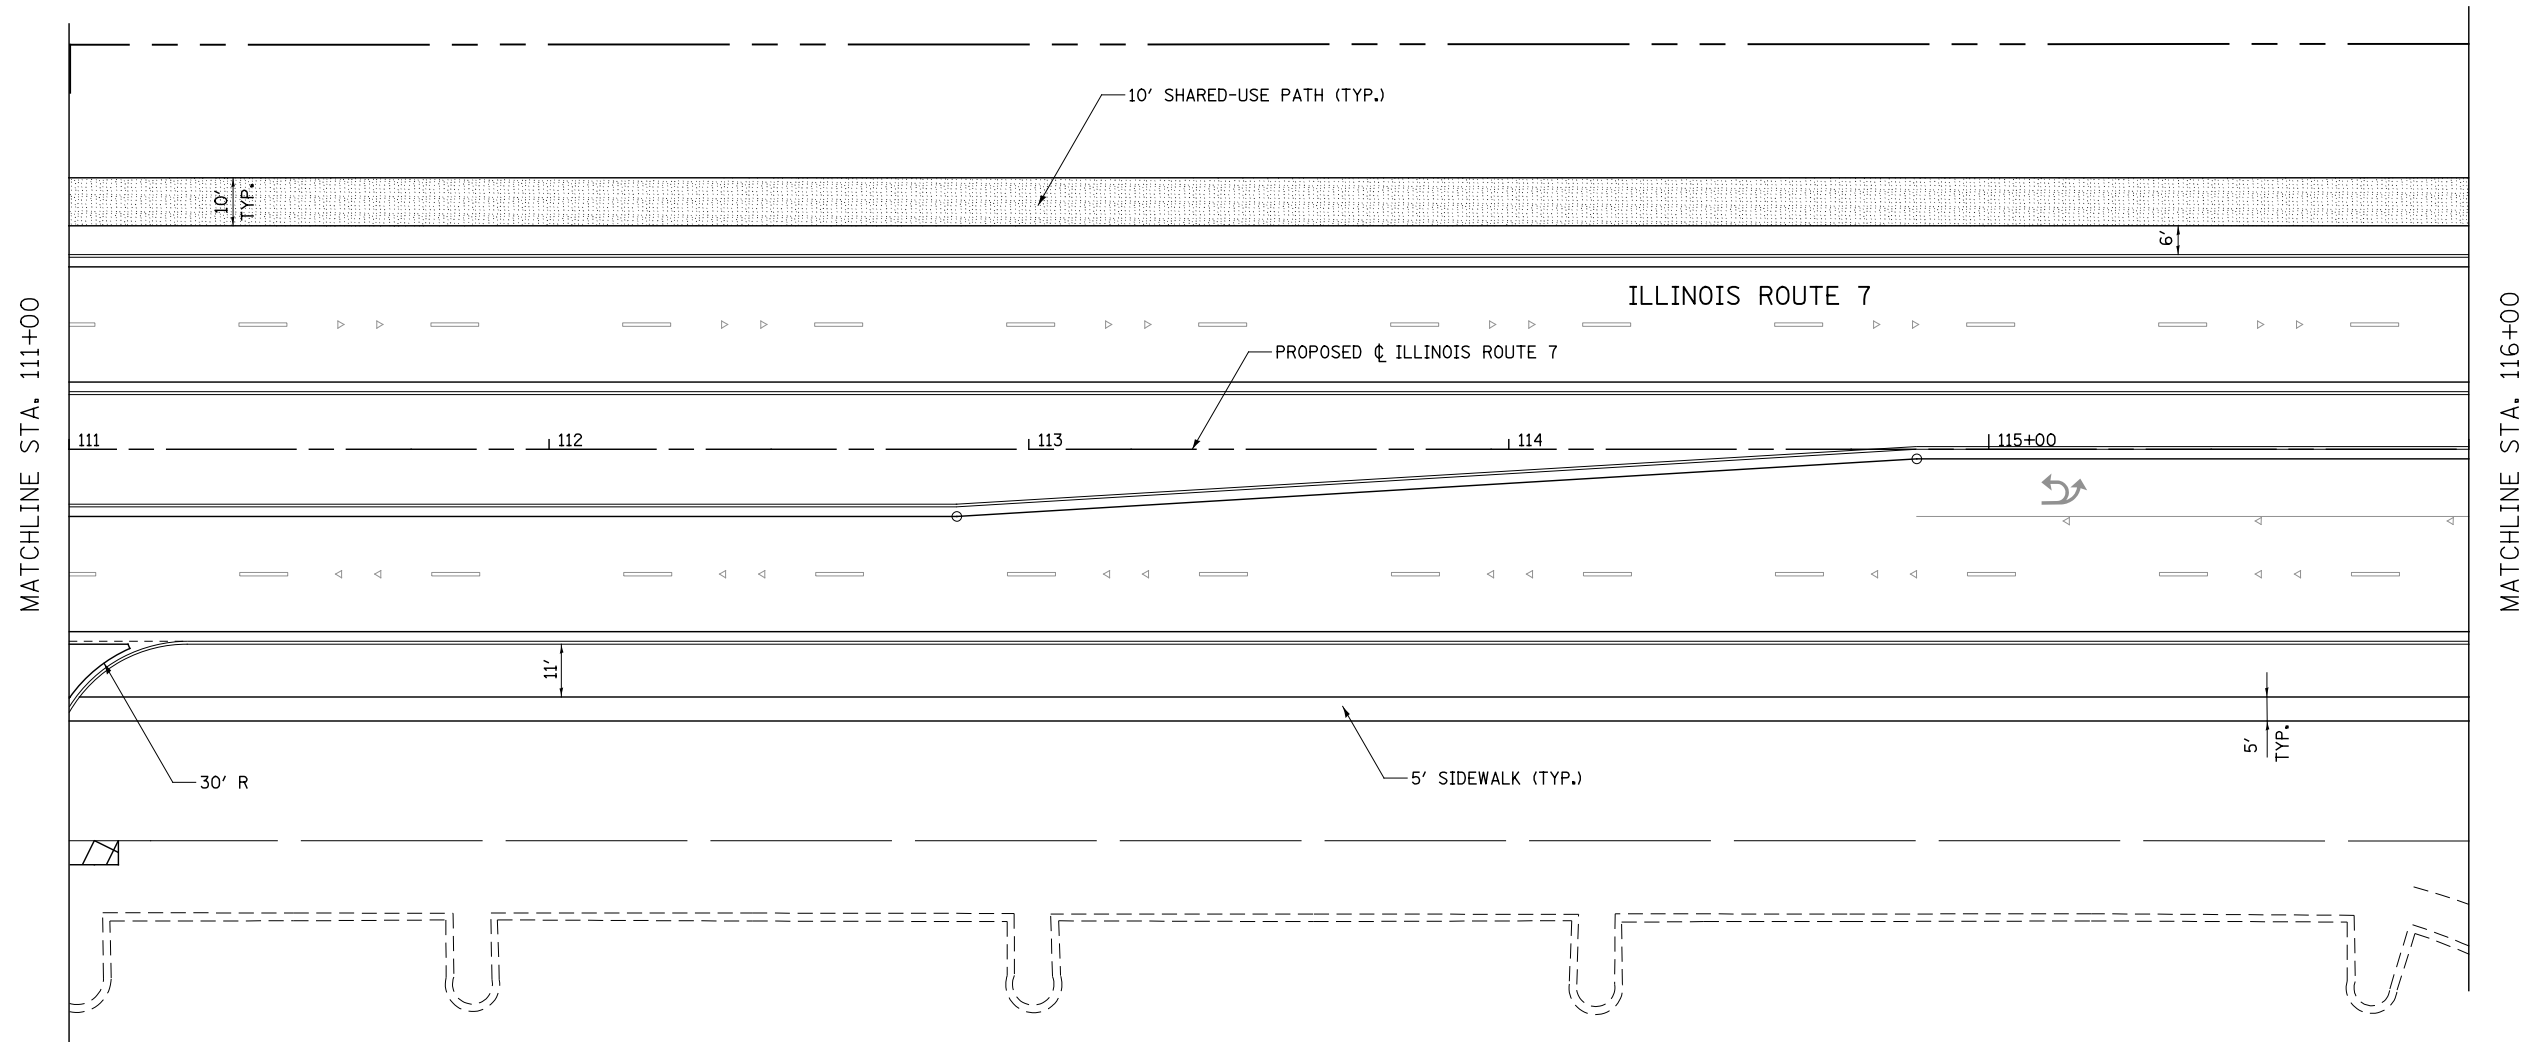 10' SHARED-USE PATH (TYP.)
10'
TYP.
6'
ILLINOIS ROUTE 7
PROPOSED ℄ ILLINOIS ROUTE 7
MATCHLINE STA. 111+00
MATCHLINE STA. 116+00
111
112
113
114
115+00
11'
30' R
5' SIDEWALK (TYP.)
5'
TYP.